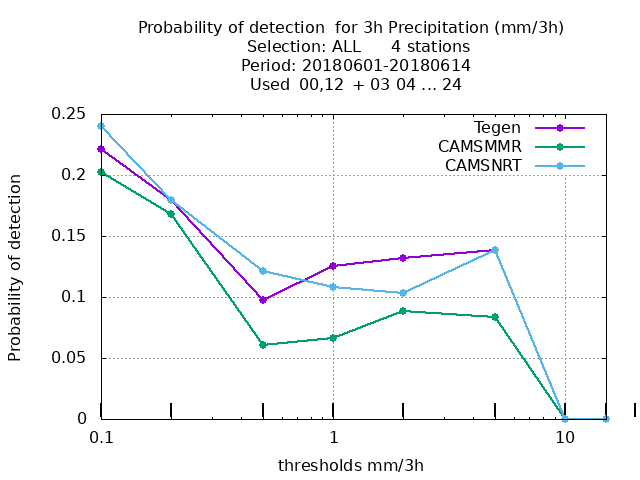 Probability of detection  for 3h Precipitation (mm/3h)
Selection: ALL      4 stations
Period: 20180601-20180614
Used  00,12  + 03 04 ... 24
0.25
0.2
0.15
0.1
0.05
0
Probability of detection
Tegen
CAMSMMR
CAMSNRT
0.1
1
10
thresholds mm/3h